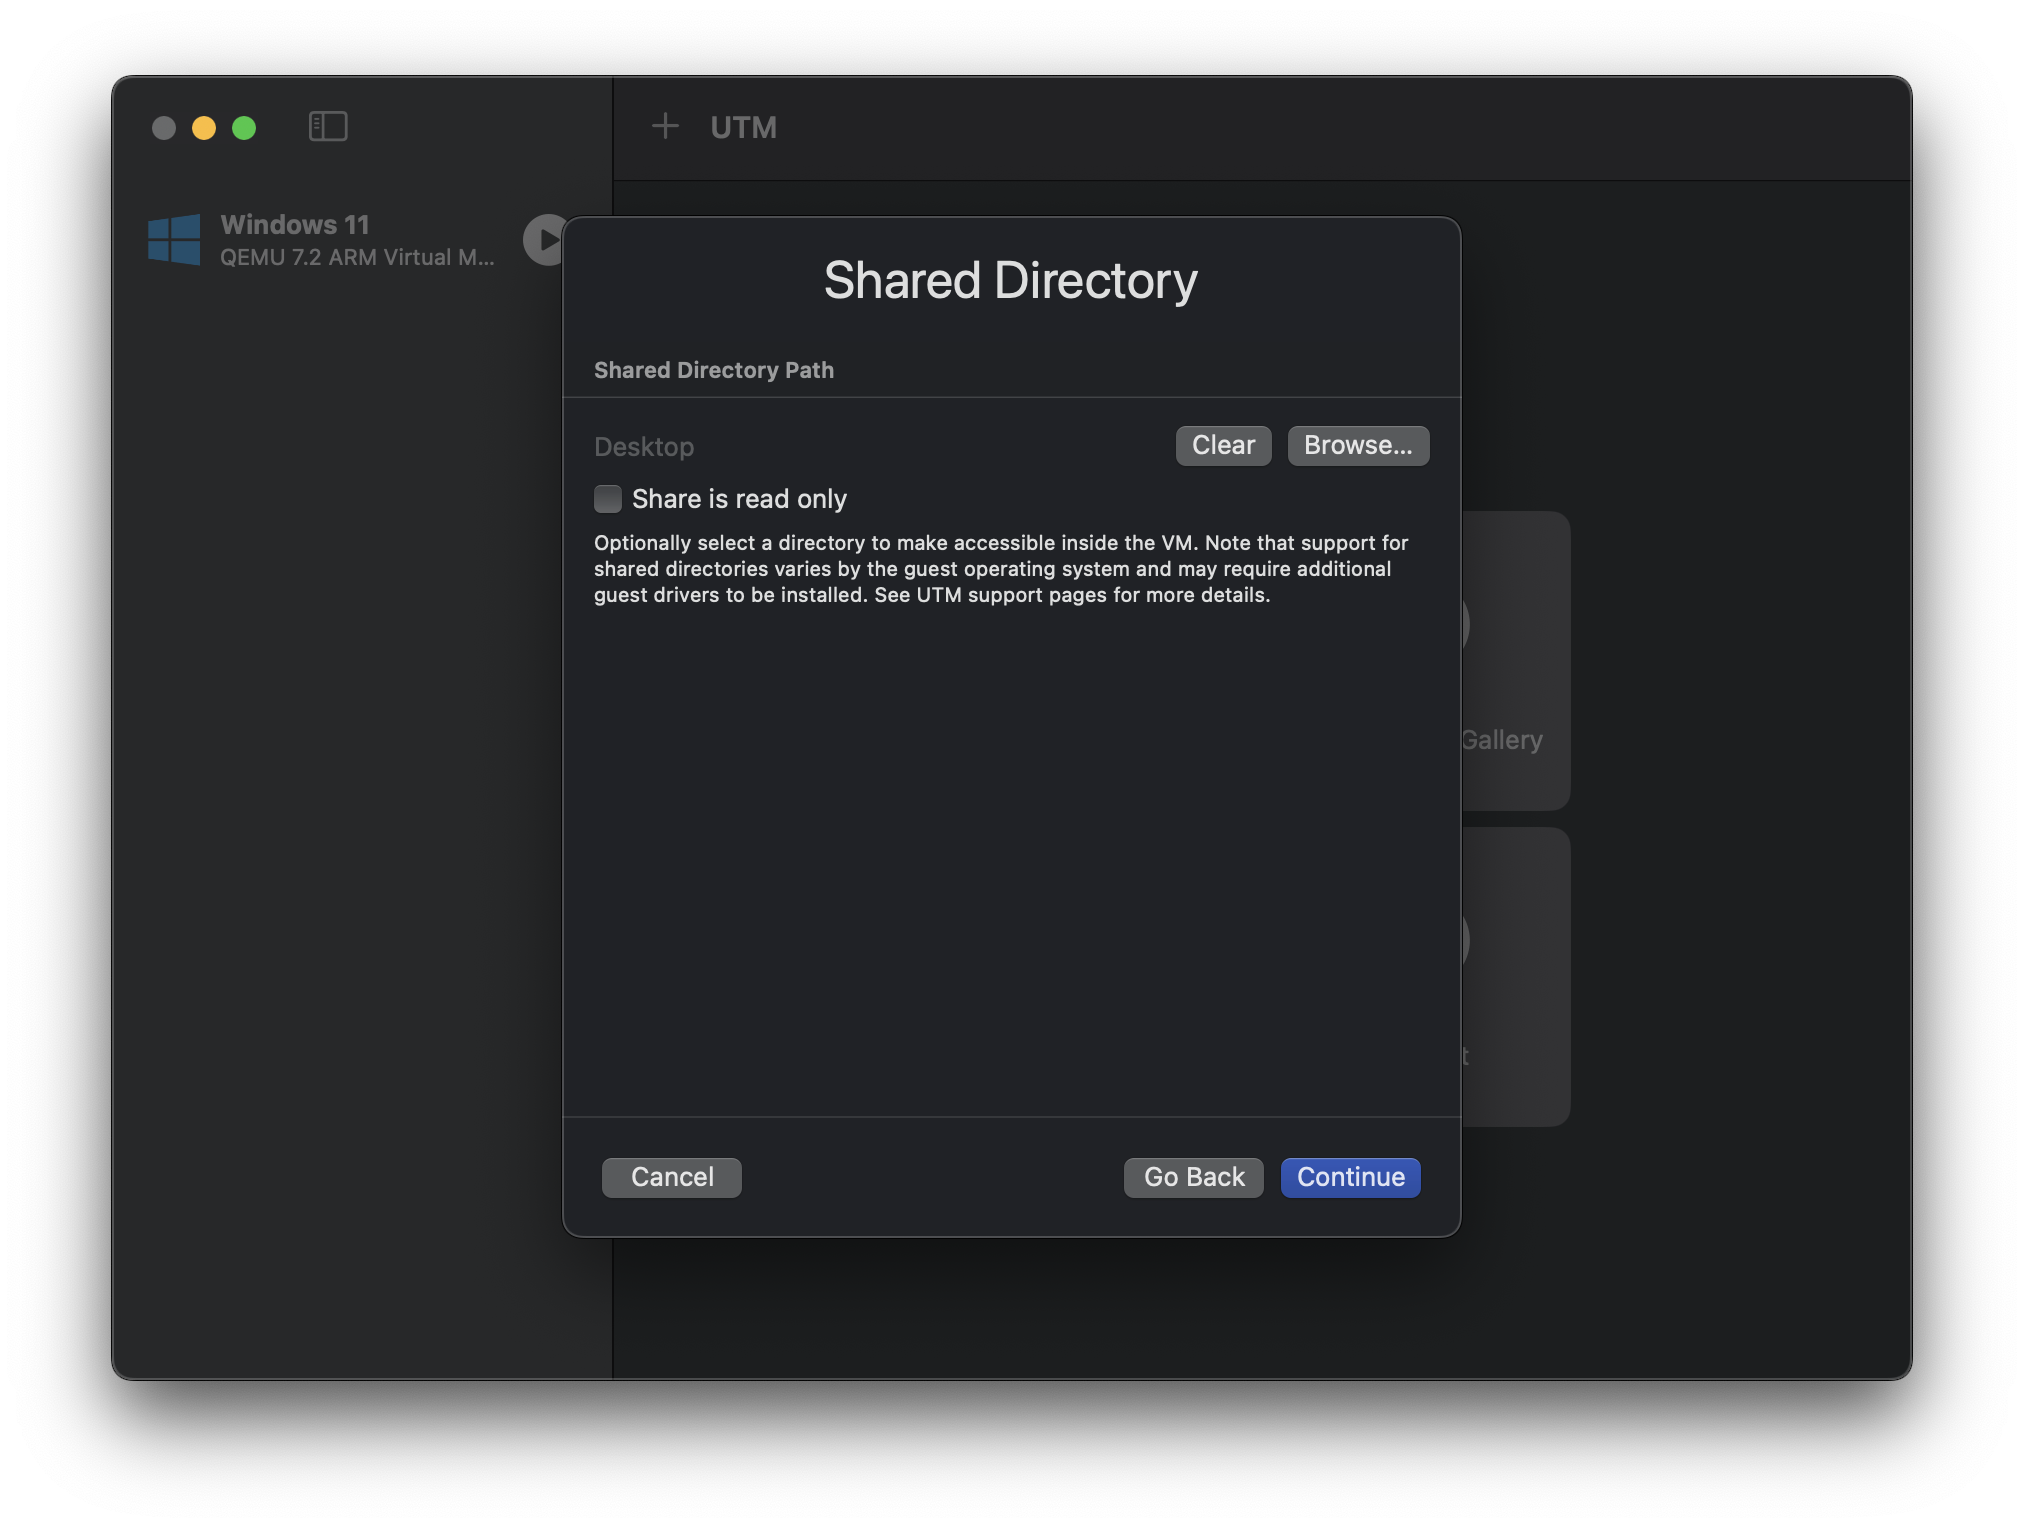 UTM
Windows 11
QEMU 7.2 ARM Virtual M...
Shared Directory
Shared Directory Path
Desktop
Clear
Browse...
Share is read only
Optionally select a directory to make accessible inside the VM. Note that support for
shared directories varies by the guest operating system and may require additional
guest drivers to be installed. See UTM support pages for more details.
Gallery
Cancel
Go Back
Continue